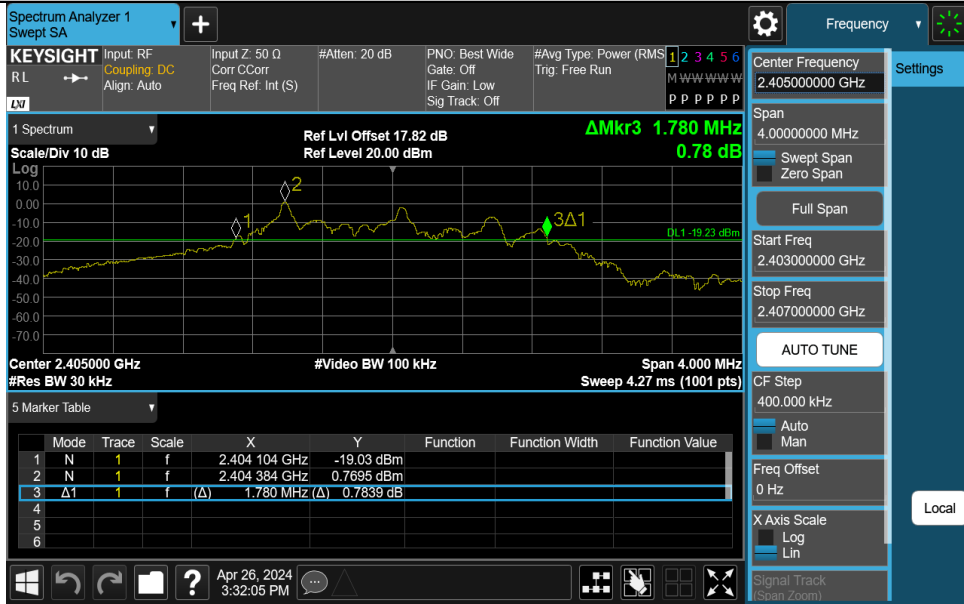 Spectrum Analyzer 1
Swept SA
+
Frequency
KEYSIGHT
R L
LXI
Input: RF
Coupling: DC
Align: Auto
Input Z: 50 Ω
Corr CCorr
Freq Ref: Int (S)
#Atten: 20 dB
PNO: Best Wide
Gate: Off
IF Gain: Low
Sig Track: Off
#Avg Type: Power (RMS
Trig: Free Run
1 2 3 4 5 6
M W W W W W
P P P P P P
1 Spectrum
Scale/Div 10 dB
Ref Lvl Offset 17.82 dB
Ref Level 20.00 dBm
ΔMkr3 1.780 MHz
0.78 dB
Log
10.0
0.00
-10.0
-20.0
-30.0
-40.0
-50.0
-60.0
-70.0
1
2
3Δ1
DL1 -19.23 dBm
Center 2.405000 GHz
#Video BW 100 kHz
Span 4.000 MHz
#Res BW 30 kHz
Sweep 4.27 ms (1001 pts)
5 Marker Table
Mode Trace Scale X Y Function Function Width Function Value
1 N 1 f 2.404 104 GHz -19.03 dBm
2 N 1 f 2.404 384 GHz 0.7695 dBm
3 Δ1 1 f (Δ) 1.780 MHz (Δ) 0.7839 dB
4
5
6
Apr 26, 2024
3:32:05 PM
Center Frequency
2.405000000 GHz
Span
4.00000000 MHz
Swept Span
Zero Span
Full Span
Start Freq
2.403000000 GHz
Stop Freq
2.407000000 GHz
AUTO TUNE
CF Step
400.000 kHz
Auto
Man
Freq Offset
0 Hz
X Axis Scale
Log
Lin
Signal Track
(Span Zoom)
Settings
Local